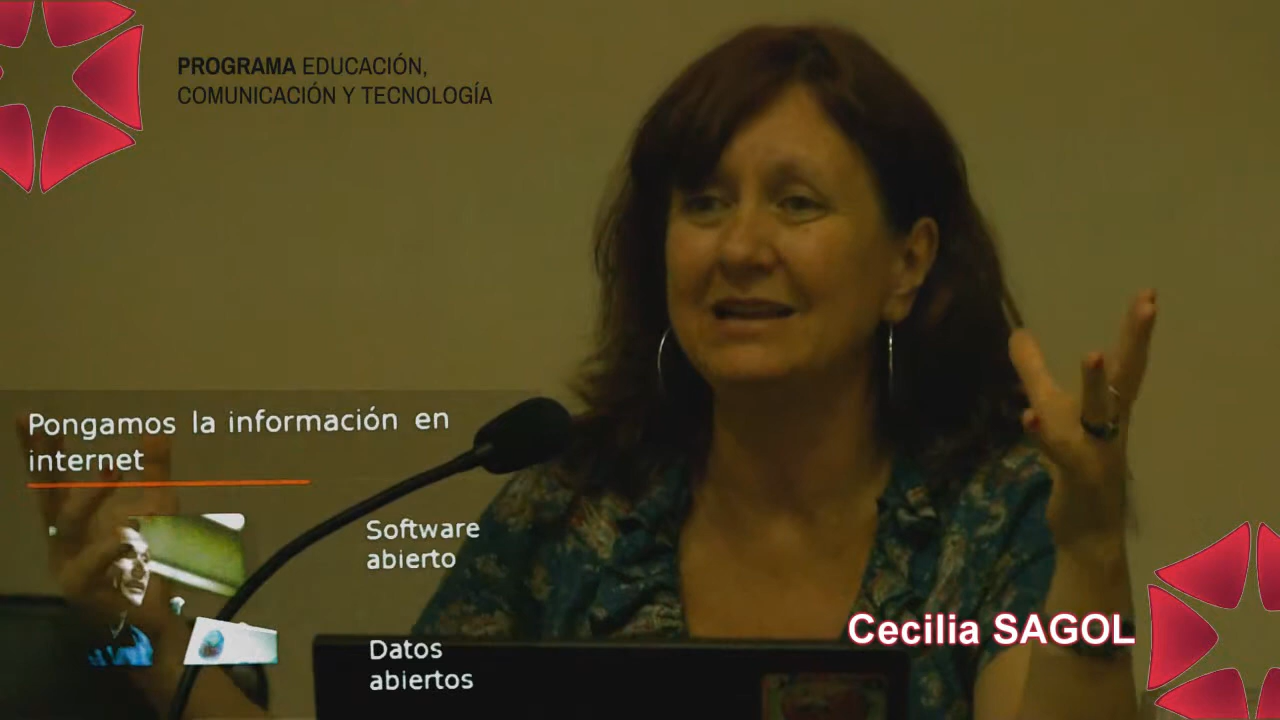 PROGRAMA EDUCACIÓN,
COMUNICACIÓN Y TECNOLOGÍA
Pongamos la información en
internet
Software
abierto
Datos
abiertos
Cecilia SAGOL